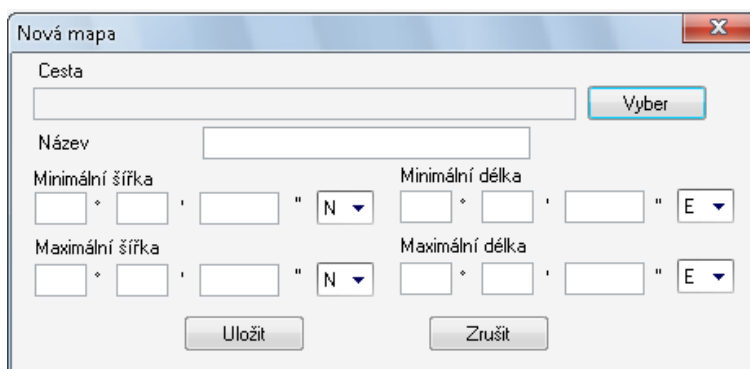 Nová mapa
Cesta
Vyber
Název
Minimální šířka Minimální délka
° ' " N ° ' " E
Maximální šířka Maximální délka
° ' " N ° ' " E
Uložit Zrušit